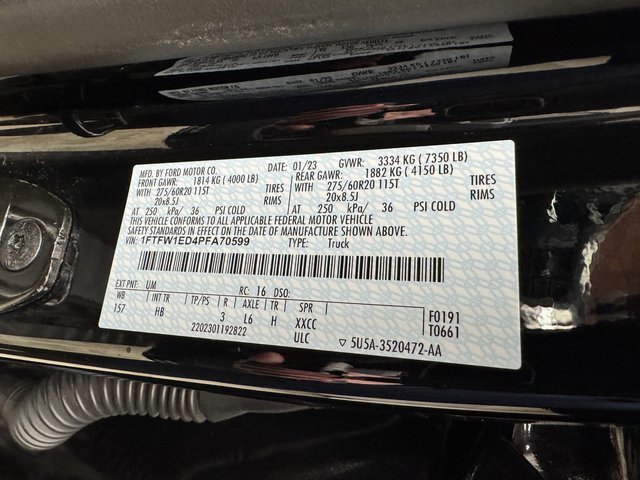 MFD. BY FORD MOTOR CO. DATE: 01/23 GVWR: 3334 KG ( 7350 LB)
FRONT GAWR: 1814 KG ( 4000 LB) REAR GAWR: 1882 KG ( 4150 LB)
WITH 275/60R20 115T TIRES WITH 275/60R20 115T TIRES
20x8.5J RIMS 20x8.5J RIMS
AT 250 kPa/ 36 PSI COLD AT 250 kPa/ 36 PSI COLD
THIS VEHICLE CONFORMS TO ALL APPLICABLE FEDERAL MOTOR VEHICLE
SAFETY STANDARDS IN EFFECT ON THE DATE OF MANUFACTURE SHOWN ABOVE.
VIN: 1FTFW1ED4PFA70599 TYPE: Truck
EXT PNT: UM RC: 16 DSO:
WB INT TR TP/PS R AXLE TR SPR F0191
157 HB 3 L6 H XXCC T0661
2202301192822 ULC 5U5A-3520472-AA